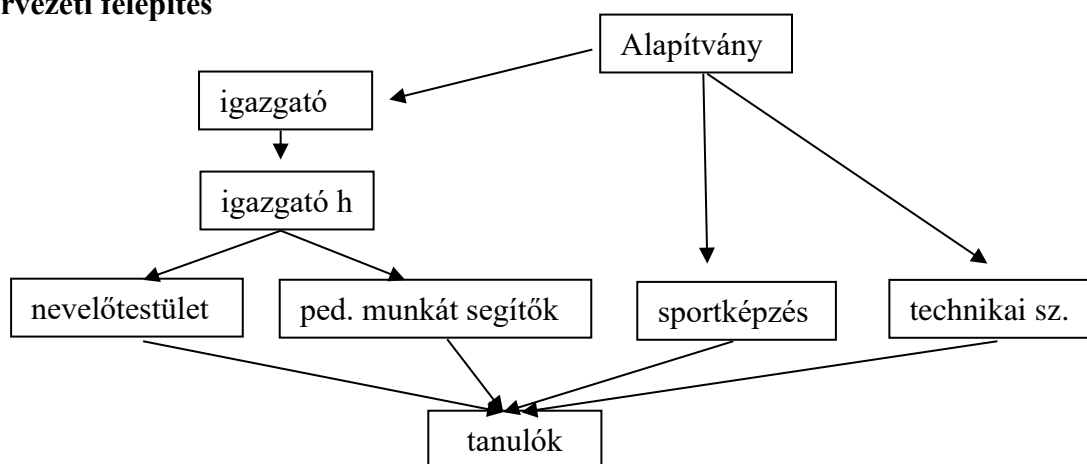 rvezeti felépítés
Alapítvány
igazgató
igazgató h
nevelőtestület
ped. munkát segítők
sportképzés
technikai sz.
tanulók